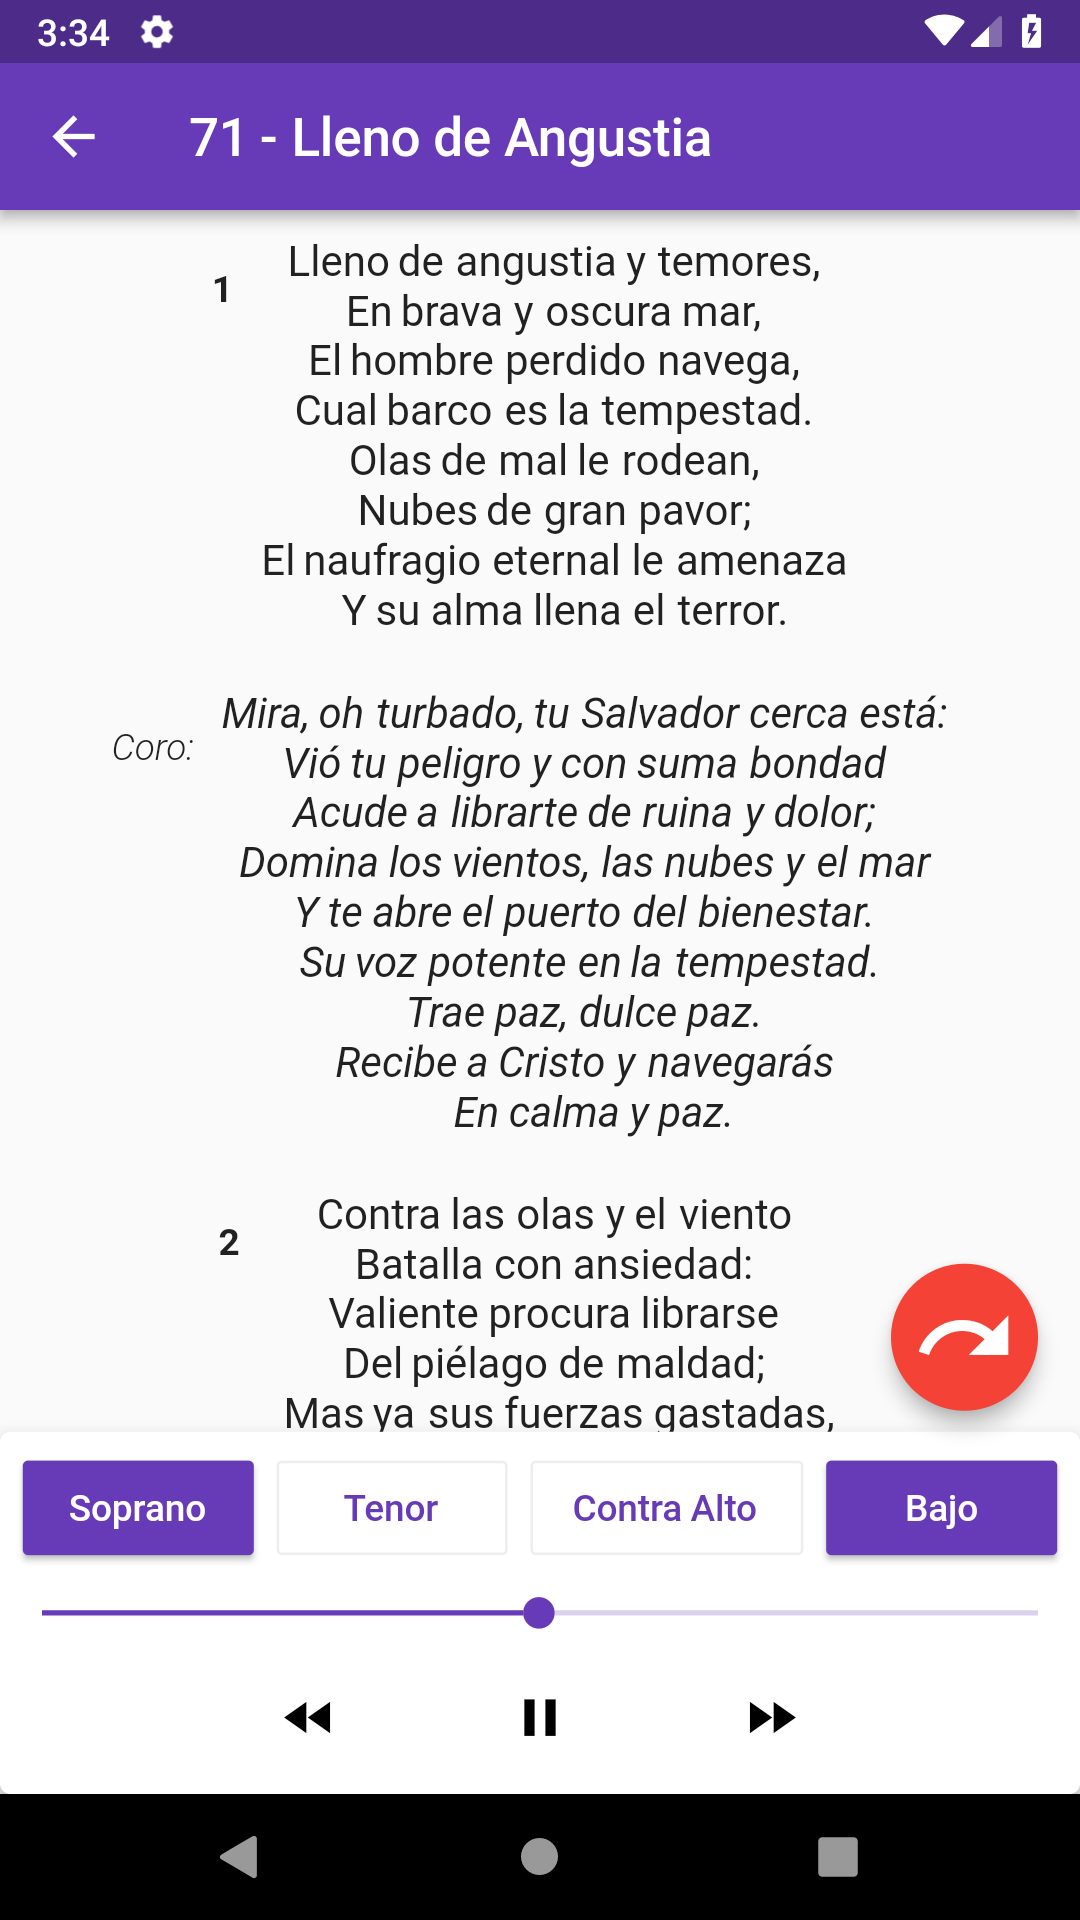 3:34
71 - Lleno de Angustia
1
Lleno de angustia y temores,
En brava y oscura mar,
El hombre perdido navega,
Cual barco es la tempestad.
Olas de mal le rodean,
Nubes de gran pavor;
El naufragio eternal le amenaza
Y su alma llena el terror.
Coro:
Mira, oh turbado, tu Salvador cerca está:
Vió tu peligro y con suma bondad
Acude a librarte de ruina y dolor;
Domina los vientos, las nubes y el mar
Y te abre el puerto del bienestar.
Su voz potente en la tempestad.
Trae paz, dulce paz.
Recibe a Cristo y navegarás
En calma y paz.
2
Contra las olas y el viento
Batalla con ansiedad:
Valiente procura librarse
Del piélago de maldad;
Mas ya sus fuerzas gastadas,
Soprano Tenor Contra Alto Bajo